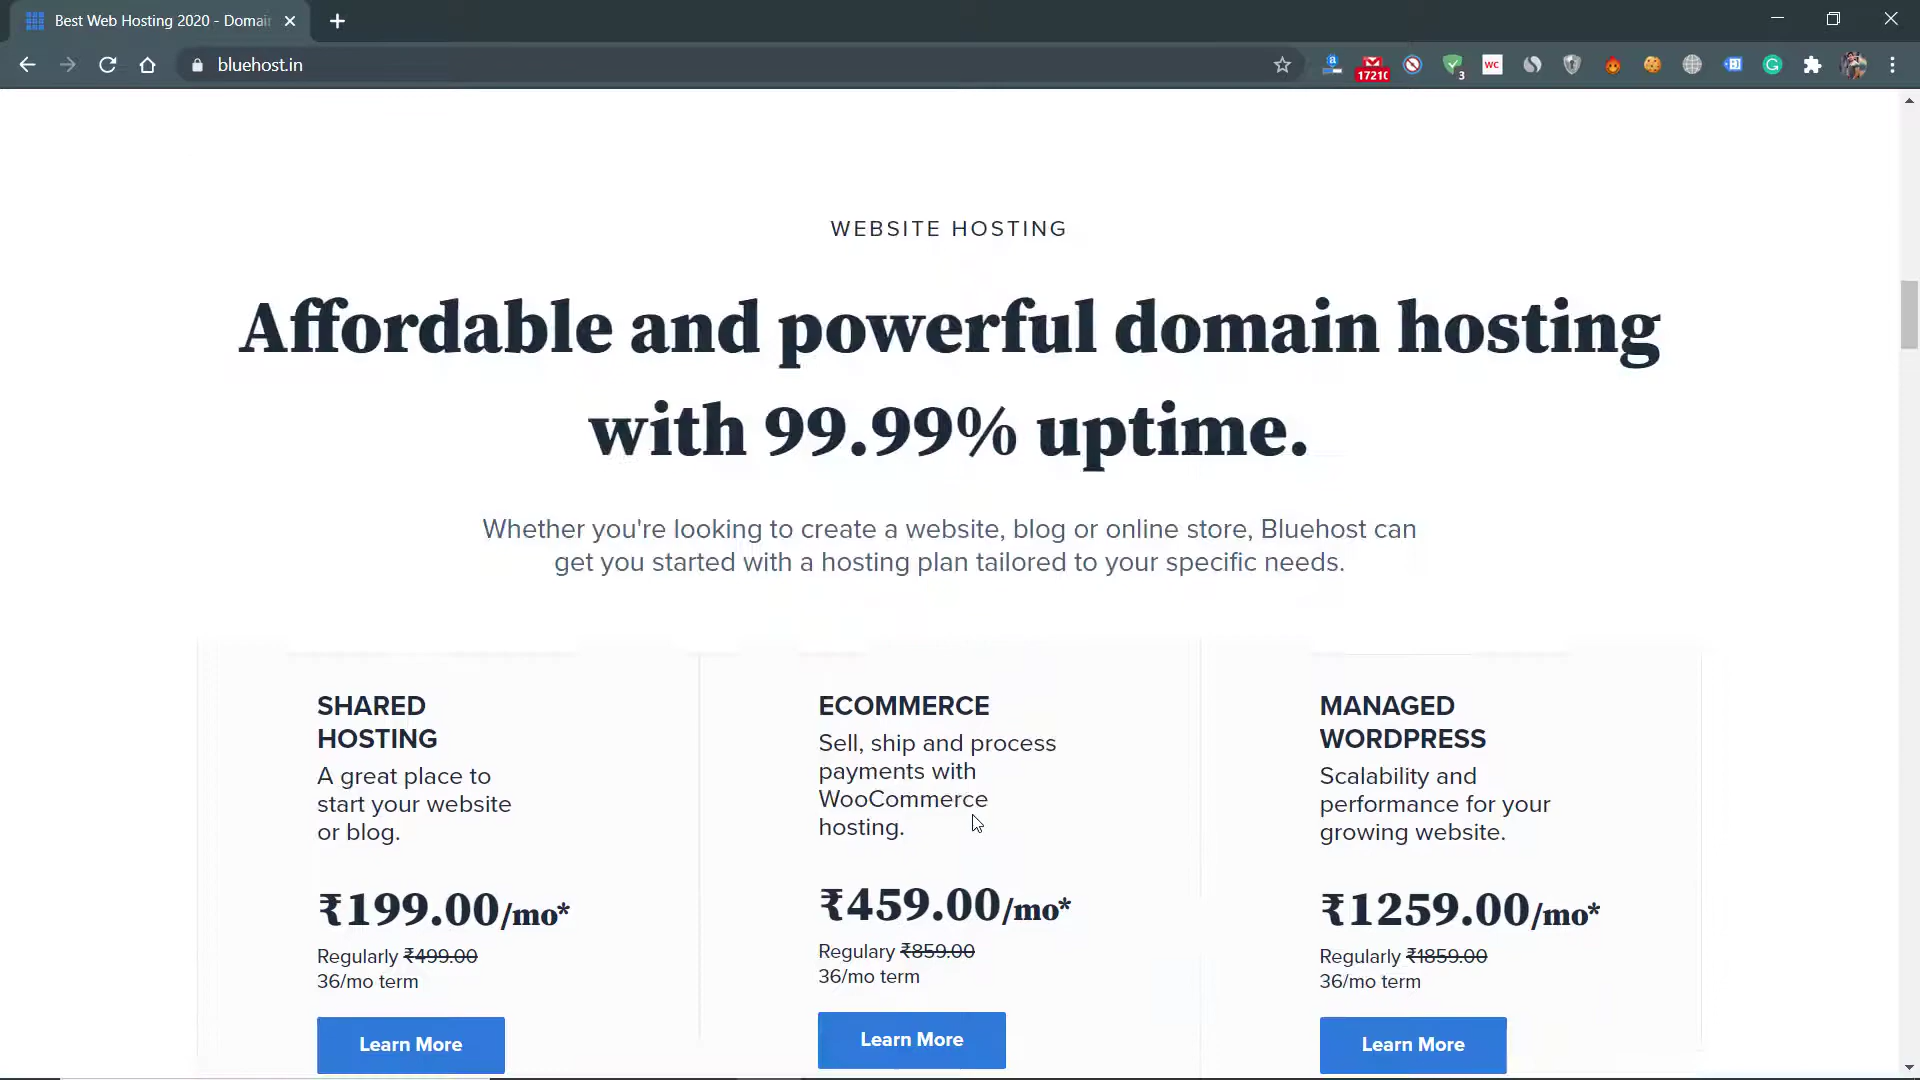 Best Web Hosting 2020 - Domai
bluehost.in
1721
3
WC
WEBSITE HOSTING
Affordable and powerful domain hosting
with 99.99% uptime.
Whether you're looking to create a website, blog or online store, Bluehost can
get you started with a hosting plan tailored to your specific needs.
SHARED
HOSTING
A great place to
start your website
or blog.
₹199.00/mo*
Regularly ₹499.00
36/mo term
Learn More
ECOMMERCE
Sell, ship and process
payments with
WooCommerce
hosting.
₹459.00/mo*
Regulary ₹859.00
36/mo term
Learn More
MANAGED
WORDPRESS
Scalability and
performance for your
growing website.
₹1259.00/mo*
Regularly ₹1859.00
36/mo term
Learn More